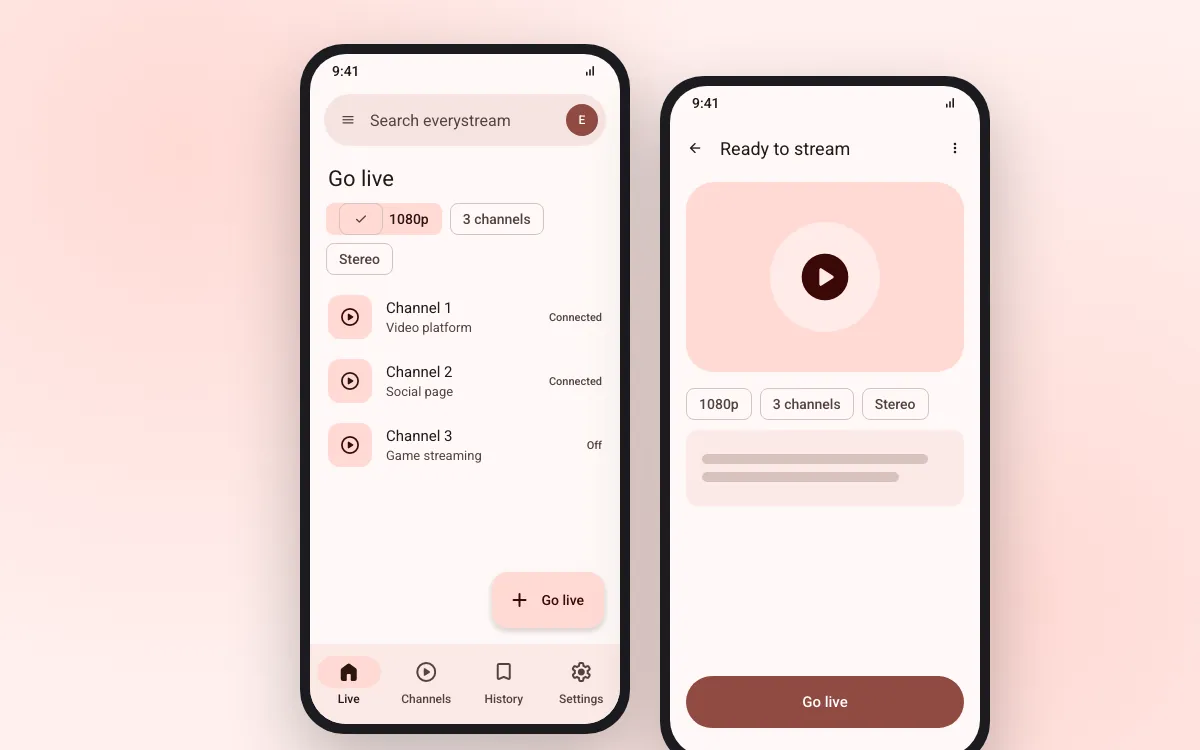 9:41
Search everystream
E
Go live
1080p
3 channels
Stereo
Channel 1
Video platform
Connected
Channel 2
Social page
Connected
Channel 3
Game streaming
Off
Go live
Live
Channels
History
Settings
9:41
Ready to stream
1080p
3 channels
Stereo
Go live